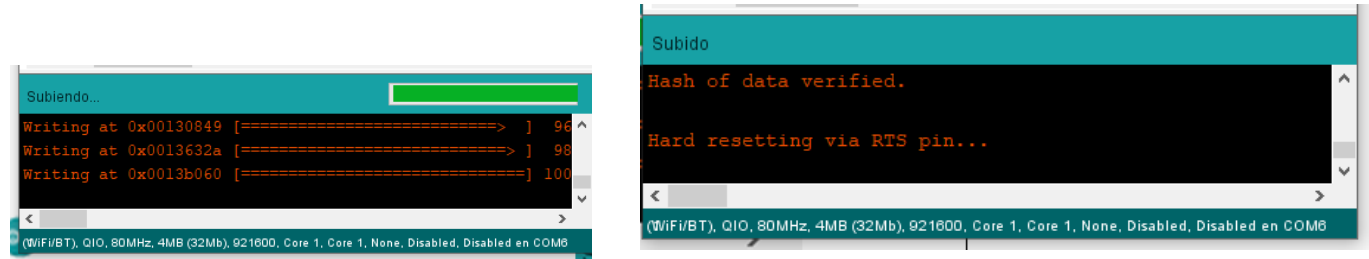 Subiendo...
Writing at 0x00130849 [===========================> ] 96
Writing at 0x0013632a [============================> ] 98
Writing at 0x0013b060 [==============================] 100
(WiFi/BT), QIO, 80MHz, 4MB (32Mb), 921600, Core 1, Core 1, None, Disabled, Disabled en COM6
Subido
Hash of data verified.
Hard resetting via RTS pin...
(WiFi/BT), QIO, 80MHz, 4MB (32Mb), 921600, Core 1, Core 1, None, Disabled, Disabled en COM6